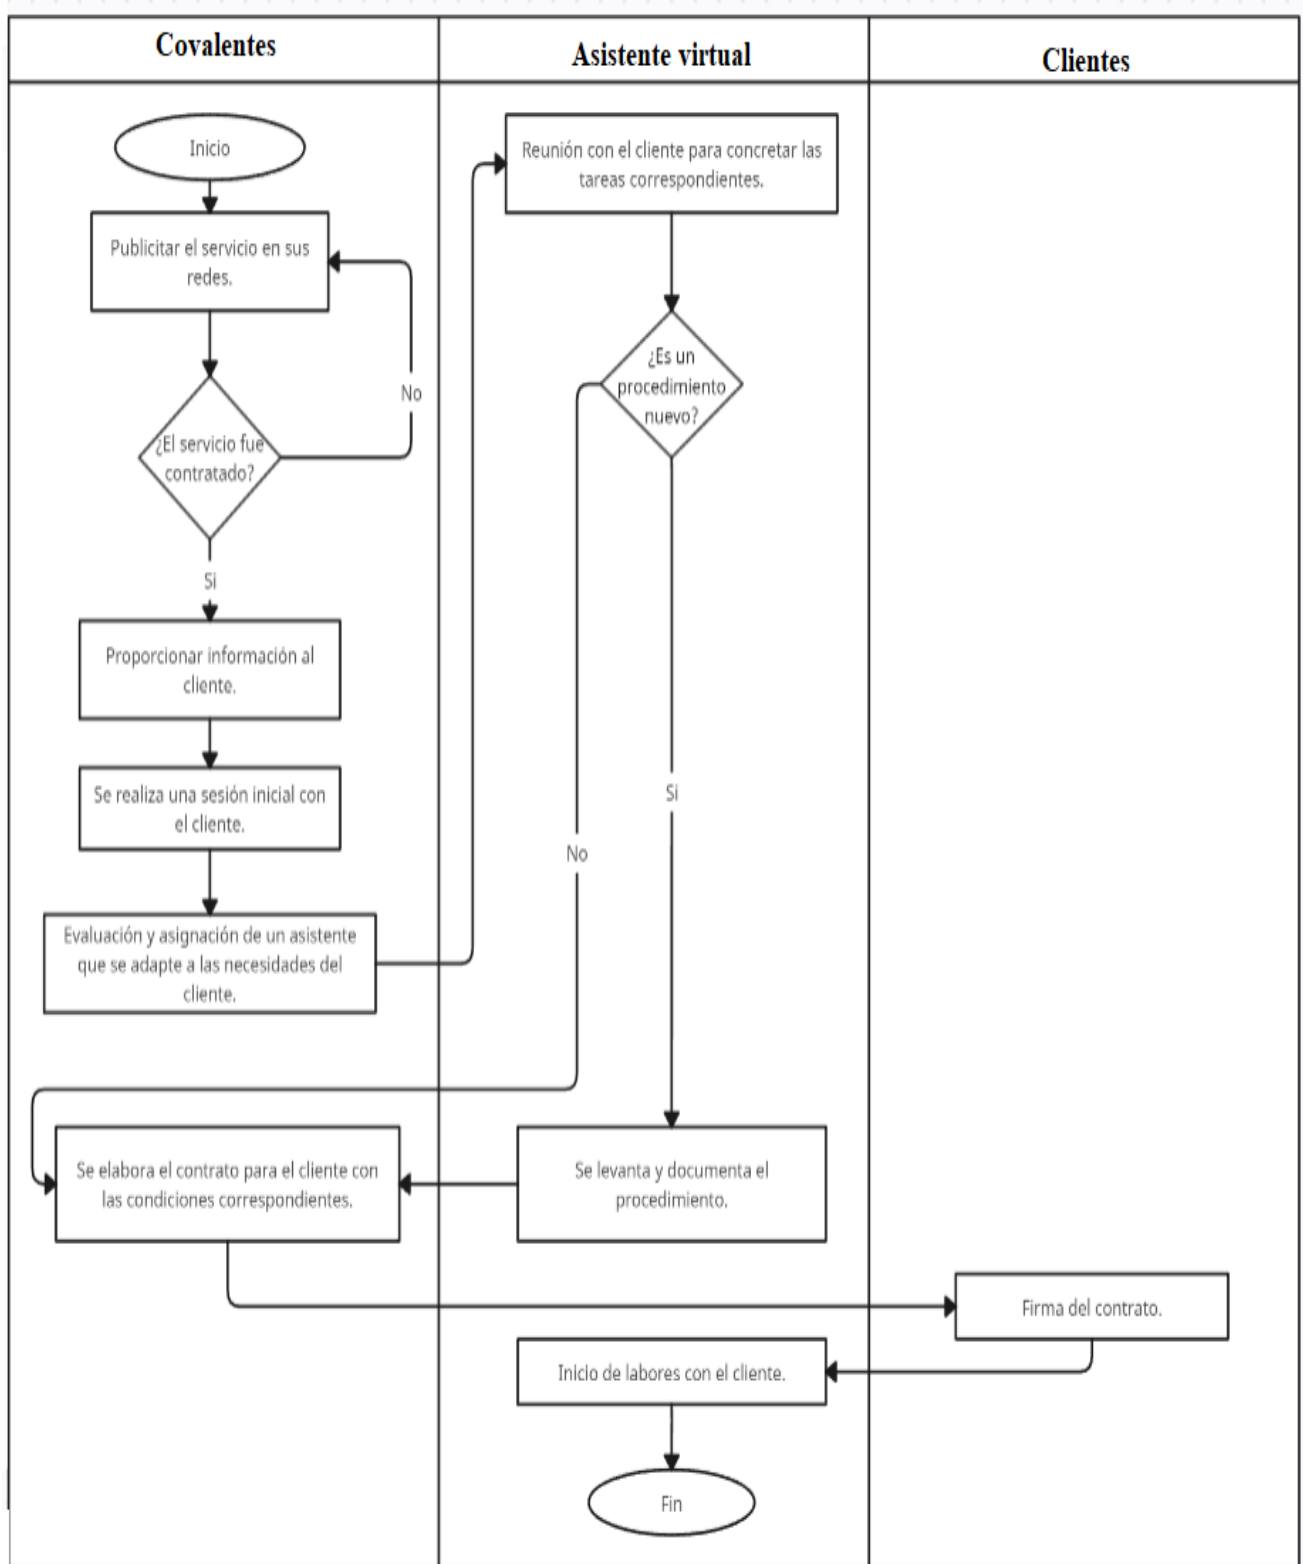 Covalentes
Asistente virtual
Clientes
Inicio
Publicitar el servicio en sus
redes.
No
¿El servicio fue
contratado?
Si
Proporcionar información al
cliente.
Se realiza una sesión inicial con
el cliente.
Evaluación y asignación de un asistente
que se adapte a las necesidades del
cliente.
Reunión con el cliente para concretar las
tareas correspondientes.
¿Es un
procedimiento
nuevo?
Si
No
Se elabora el contrato para el cliente con
las condiciones correspondientes.
Se levanta y documenta el
procedimiento.
Firma del contrato.
Inicio de labores con el cliente.
Fin